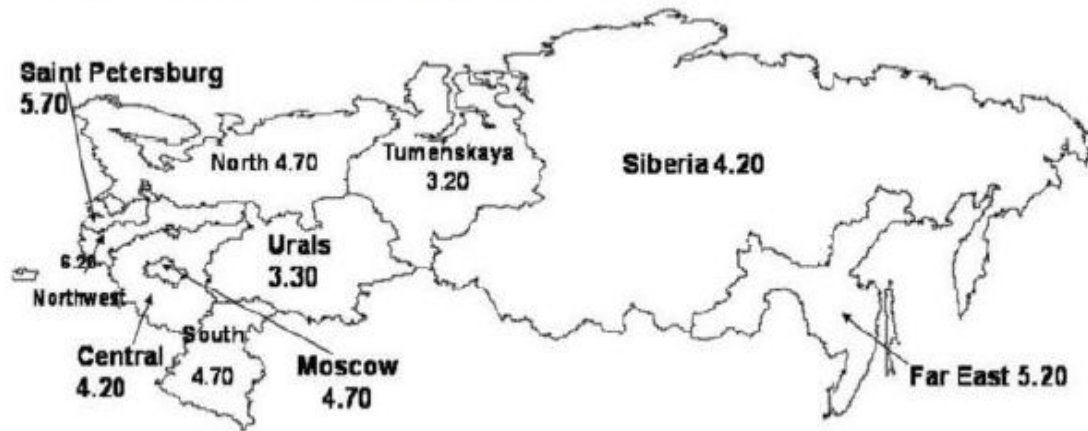 Saint Petersburg
5.70
North 4.70
Tumenskaya
3.20
Siberia 4.20
Urals
3.30
6.20
Northwest
Central
4.20
South
4.70
Moscow
4.70
Far East 5.20